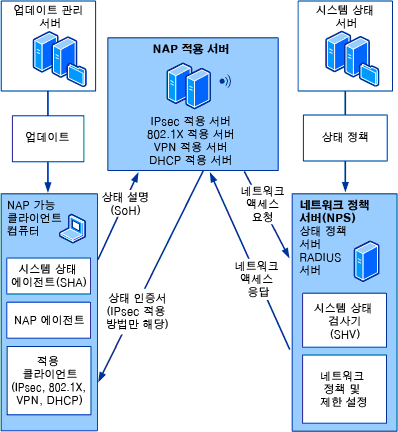 업데이트 관리
서버
업데이트
NAP 적용 서버
IPsec 적용 서버
802.1X 적용 서버
VPN 적용 서버
DHCP 적용 서버
시스템 상태
서버
상태 정책
NAP 가능
클라이언트
컴퓨터
시스템 상태
에이전트(SHA)
NAP 에이전트
적용
클라이언트
(IPsec, 802.1X,
VPN, DHCP)
상태 설명
(SoH)
상태 인증서
(IPsec 적용
방법만 해당)
네트워크
액세스
요청
네트워크
액세스
응답
네트워크 정책
서버(NPS)
상태 정책
서버
RADIUS
서버
시스템 상태
검사기
(SHV)
네트워크
정책 및
제한 설정